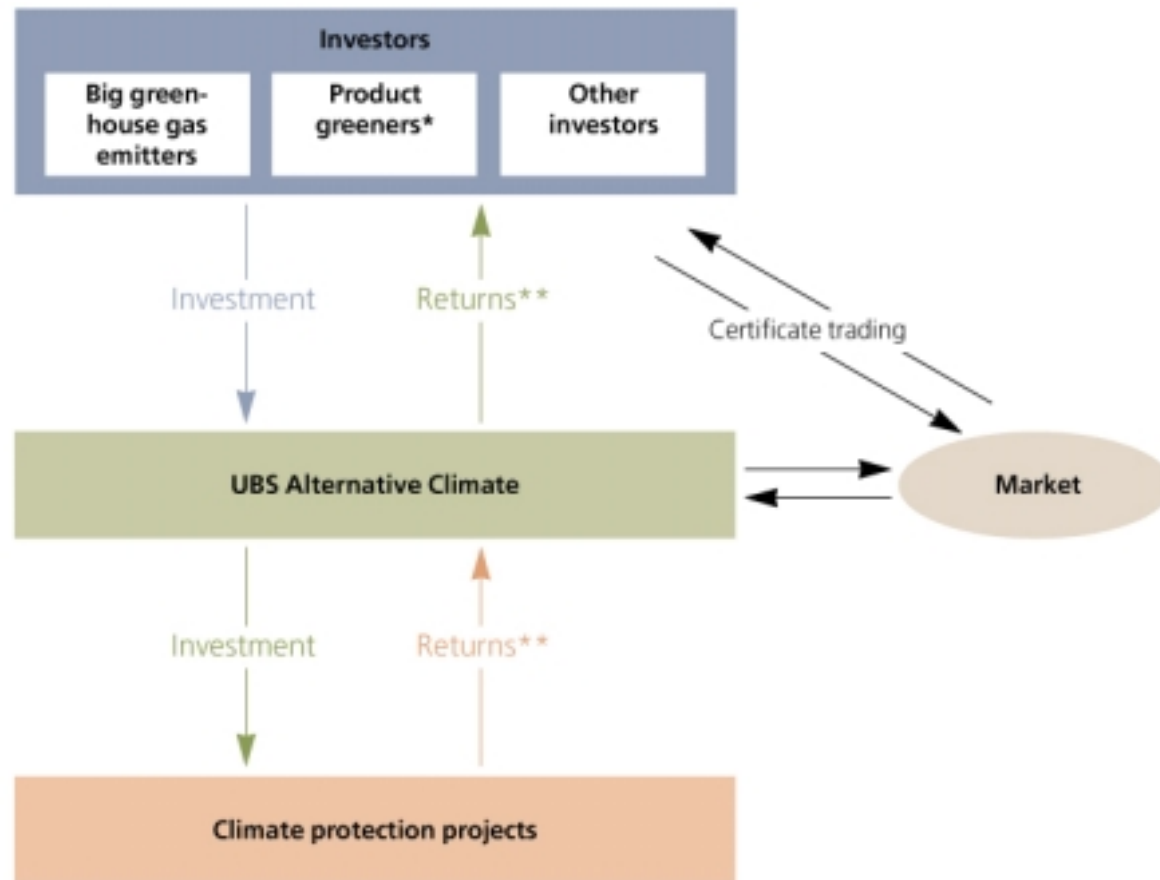 Investors
Big green-
house gas
emitters
Product
greeners*
Other
investors
Investment
Returns**
Certificate trading
UBS Alternative Climate
Market
Investment
Returns**
Climate protection projects